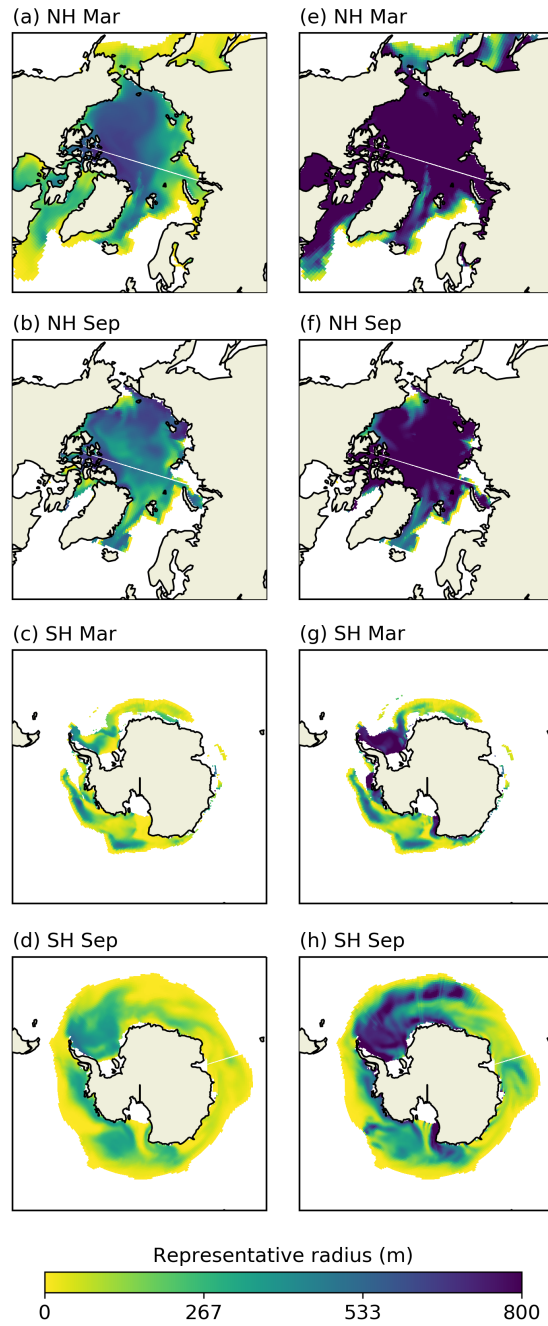 (a) NH Mar
(e) NH Mar
(b) NH Sep
(f) NH Sep
(c) SH Mar
(g) SH Mar
(d) SH Sep
(h) SH Sep
Representative radius (m)
0 267 533 800